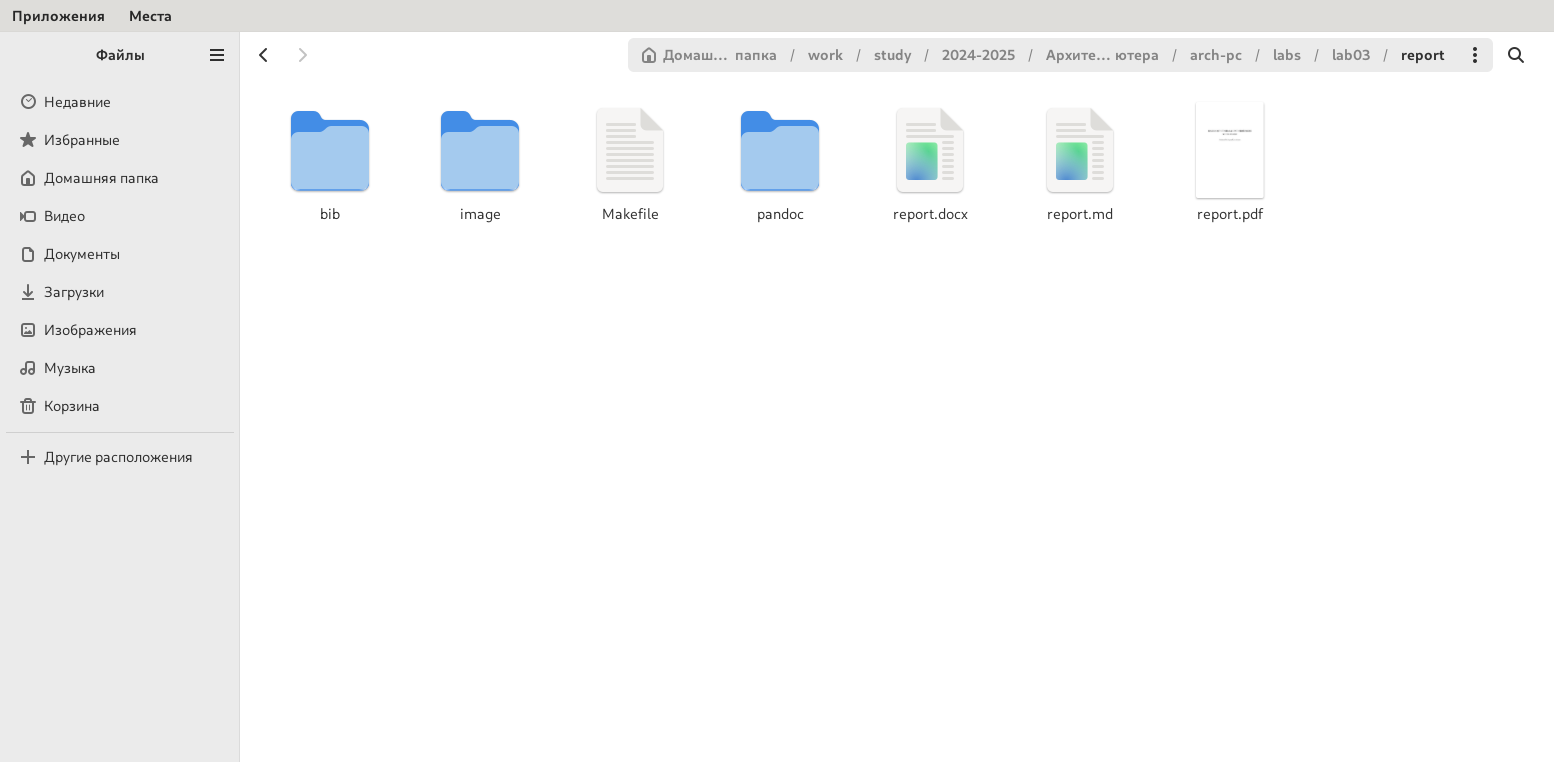 Приложения Места
Файлы
Домаш… папка / work / study / 2024-2025 / Архите… ютера / arch-pc / labs / lab03 / report
Недавние
Избранные
Домашняя папка
Видео
Документы
Загрузки
Изображения
Музыка
Корзина
Другие расположения
bib image Makefile pandoc report.docx report.md report.pdf